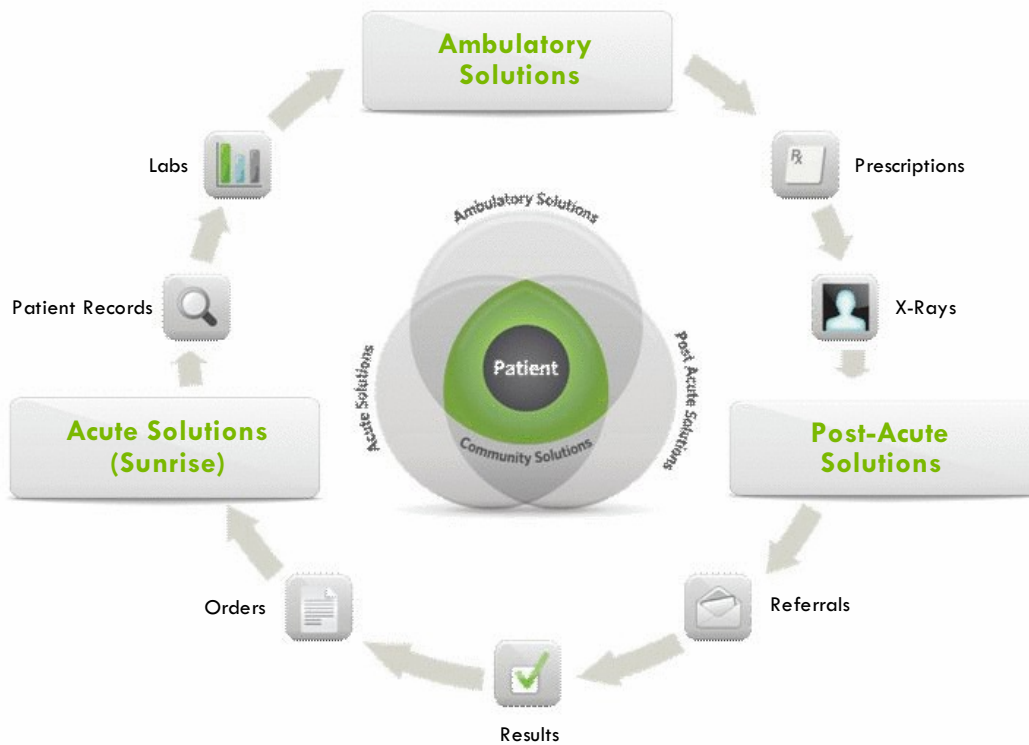 Ambulatory
Solutions
Labs
Rx
Prescriptions
Ambulatory Solutions
Patient Records
X-Rays
Acute Solutions
Patient
Post Acute Solutions
Community Solutions
Acute Solutions
(Sunrise)
Post-Acute
Solutions
Orders
Referrals
Results